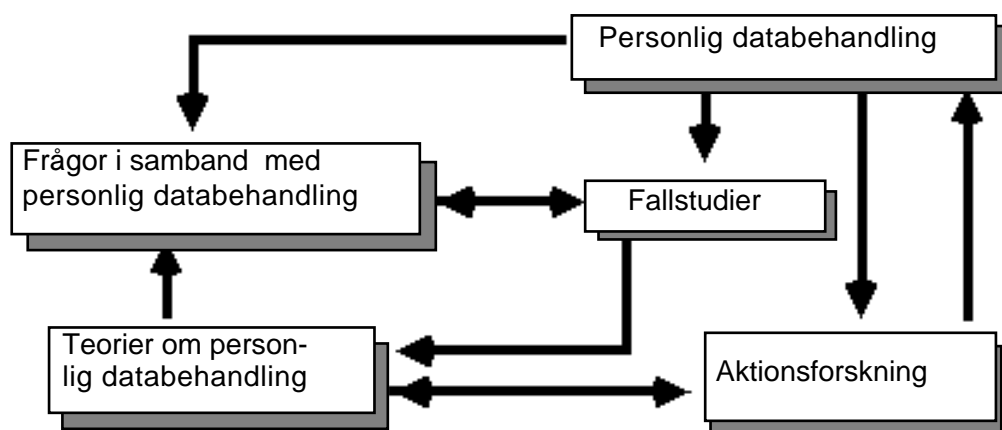 Personlig databehandling
Frågor i samband med
personlig databehandling
Fallstudier
Teorier om person-
lig databehandling
Aktionsforskning